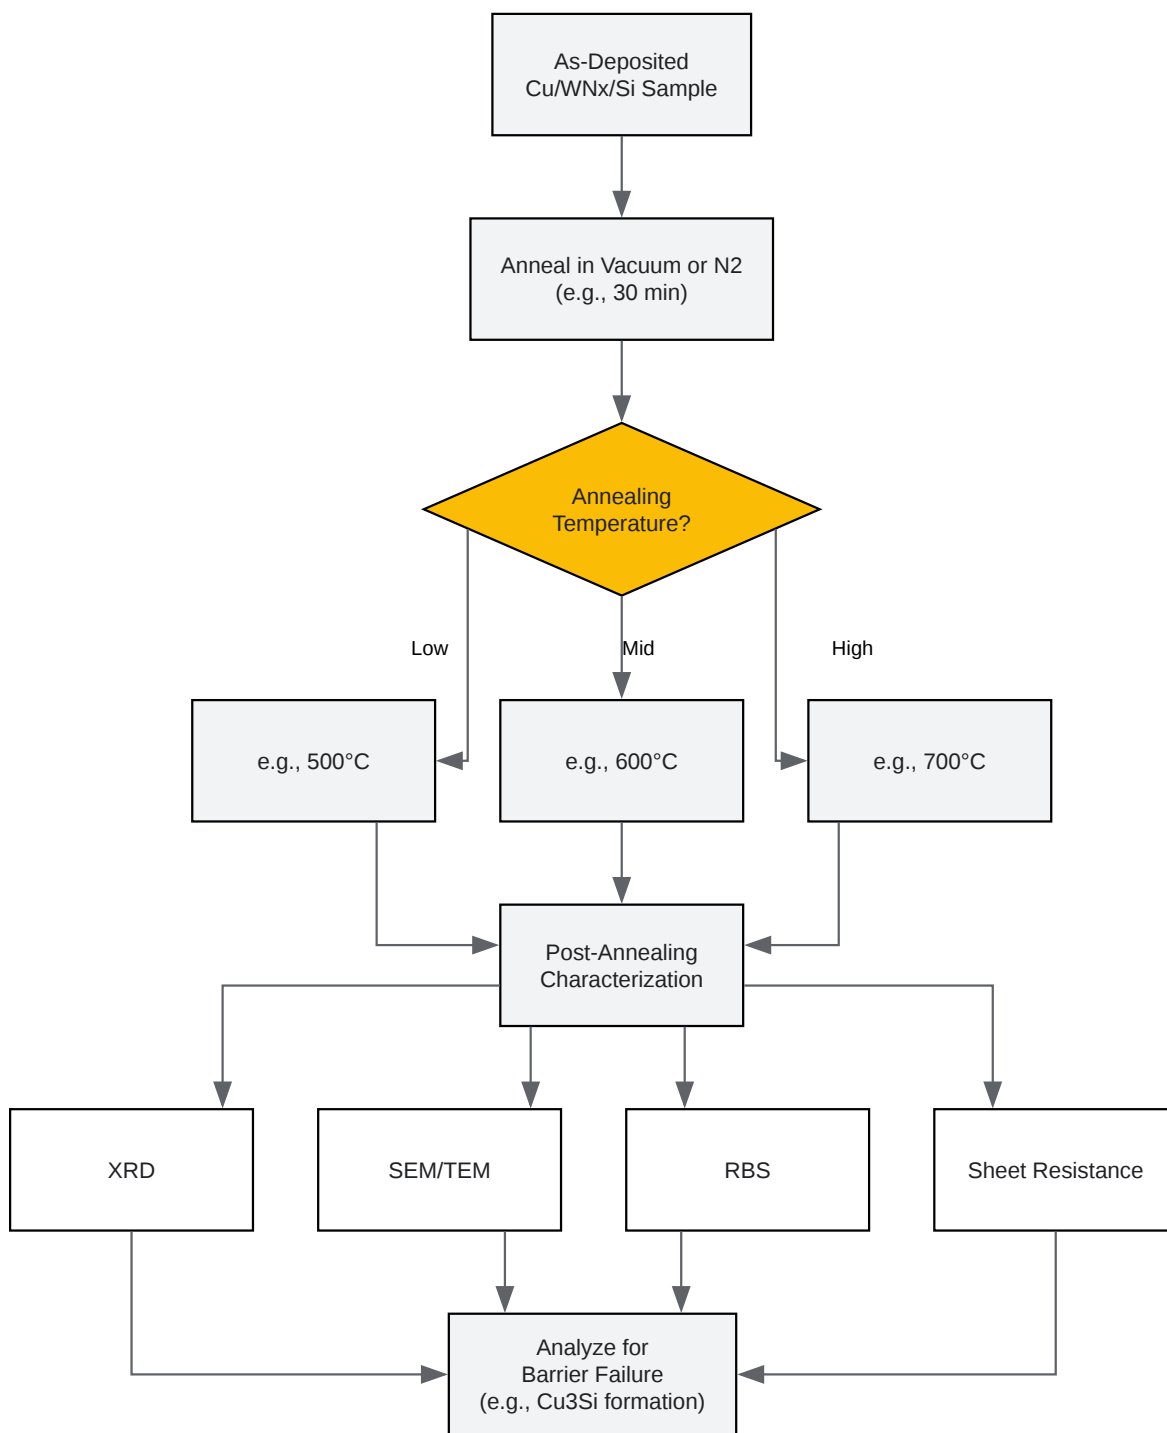 As-Deposited
Cu/WNx/Si Sample
Anneal in Vacuum or N2
(e.g., 30 min)
Annealing
Temperature?
Low
Mid
High
e.g., 500°C
e.g., 600°C
e.g., 700°C
Post-Annealing
Characterization
XRD
SEM/TEM
RBS
Sheet Resistance
Analyze for
Barrier Failure
(e.g., Cu3Si formation)